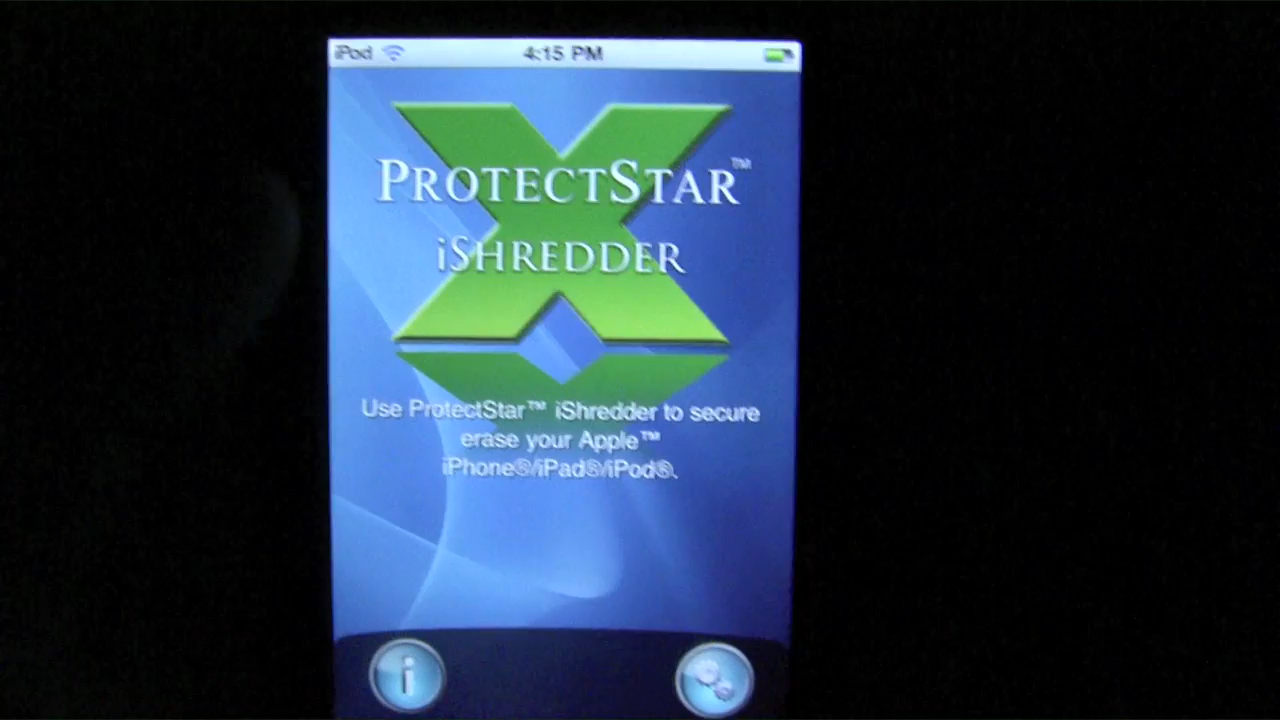 iPod 4:15 PM
PROTECTSTAR™
iSHREDDER
Use ProtectStar™ iShredder to secure
erase your Apple™
iPhone®/iPad®/iPod®.
i